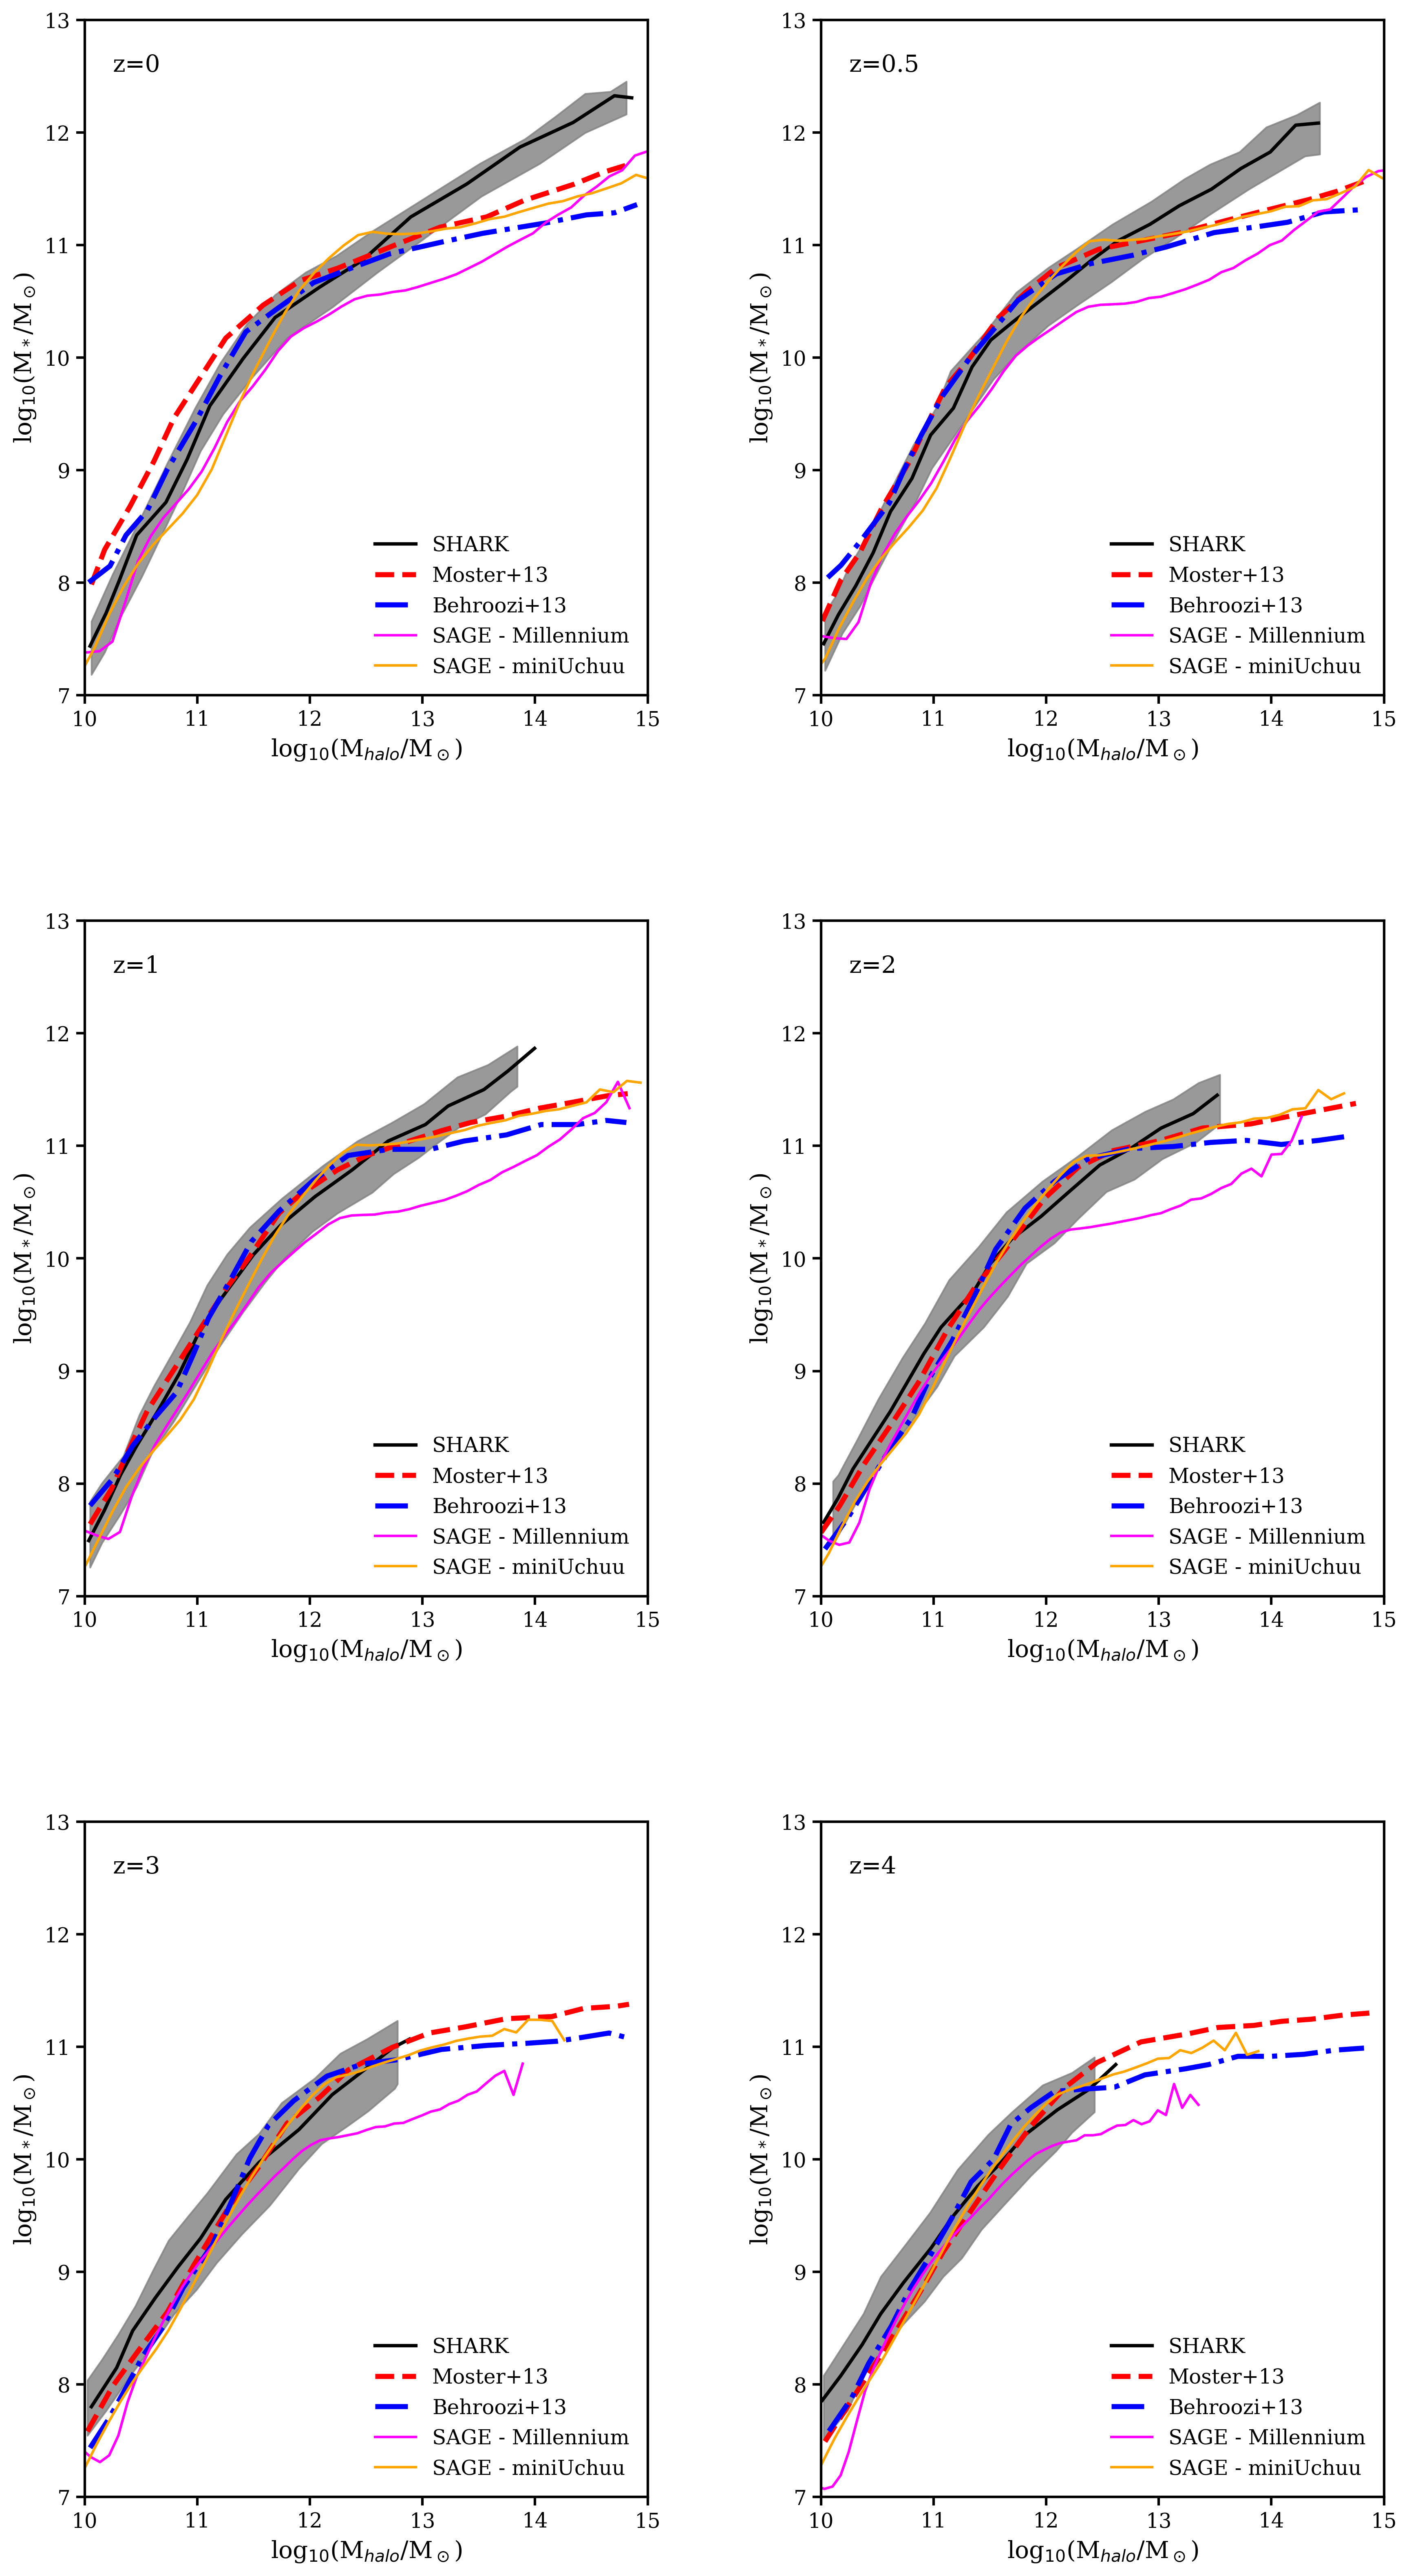 13
12
11
10
9
8
7
log₁₀(M*/M⊙)
z=0
SHARK
Moster+13
Behroozi+13
SAGE - Millennium
SAGE - miniUchuu
10 11 12 13 14 15
log₁₀(Mhalo/M⊙)
13
12
11
10
9
8
7
log₁₀(M*/M⊙)
z=0.5
SHARK
Moster+13
Behroozi+13
SAGE - Millennium
SAGE - miniUchuu
10 11 12 13 14 15
log₁₀(Mhalo/M⊙)
13
12
11
10
9
8
7
log₁₀(M*/M⊙)
z=1
SHARK
Moster+13
Behroozi+13
SAGE - Millennium
SAGE - miniUchuu
10 11 12 13 14 15
log₁₀(Mhalo/M⊙)
13
12
11
10
9
8
7
log₁₀(M*/M⊙)
z=2
SHARK
Moster+13
Behroozi+13
SAGE - Millennium
SAGE - miniUchuu
10 11 12 13 14 15
log₁₀(Mhalo/M⊙)
13
12
11
10
9
8
7
log₁₀(M*/M⊙)
z=3
SHARK
Moster+13
Behroozi+13
SAGE - Millennium
SAGE - miniUchuu
10 11 12 13 14 15
log₁₀(Mhalo/M⊙)
13
12
11
10
9
8
7
log₁₀(M*/M⊙)
z=4
SHARK
Moster+13
Behroozi+13
SAGE - Millennium
SAGE - miniUchuu
10 11 12 13 14 15
log₁₀(Mhalo/M⊙)